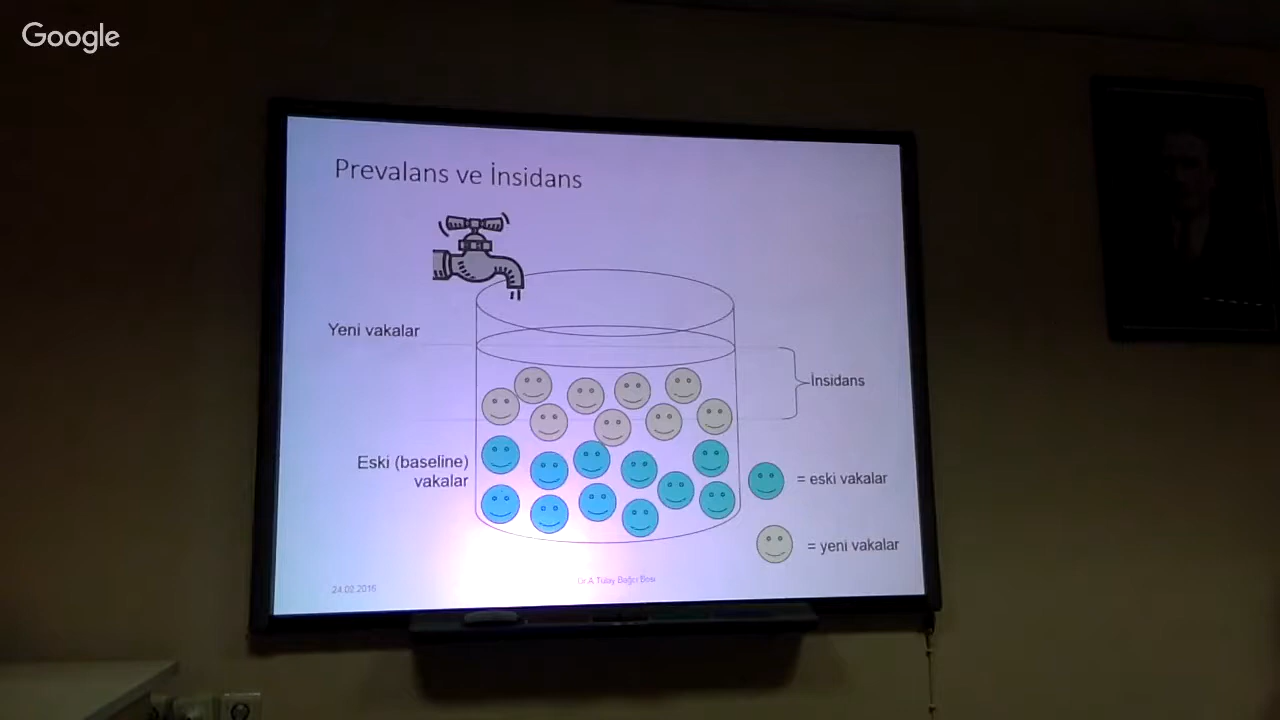 Google
Prevalans ve İnsidans
Yeni vakalar
İnsidans
Eski (baseline)
vakalar
= eski vakalar
= yeni vakalar
24.02.2016
Dr.A.Tülay Bağcı Bosi